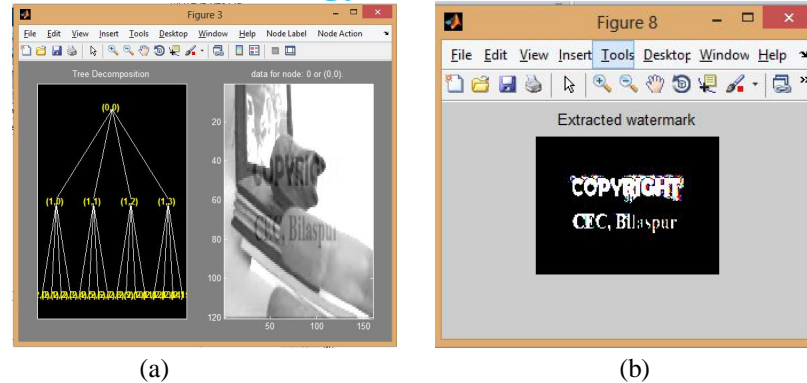 Figure 3
File Edit View Insert Tools Desktop Window Help Node Label Node Action
Tree Decomposition
data for node: 0 or (0,0).
(0,0)
(1,0) (1,1) (1,2) (1,3)
20
40
60
80
100
120
50 100 150
COPYRIG
CEC, Bilaspur
(a)
Figure 8
File Edit View Insert Tools Desktop Window Help
Extracted watermark
COPYRIGHT
CEC, Bilaspur
(b)